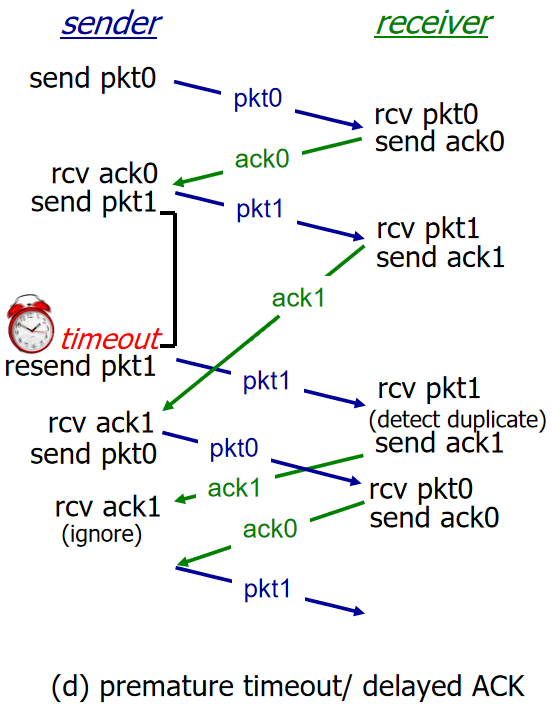 sender
receiver
send pkt0
pkt0
rcv pkt0
send ack0
ack0
rcv ack0
send pkt1
pkt1
rcv pkt1
send ack1
ack1
timeout
resend pkt1
pkt1
rcv pkt1
(detect duplicate)
send ack1
rcv ack1
send pkt0
pkt0
ack1
rcv pkt0
send ack0
rcv ack1
(ignore)
ack0
pkt1
(d) premature timeout/ delayed ACK